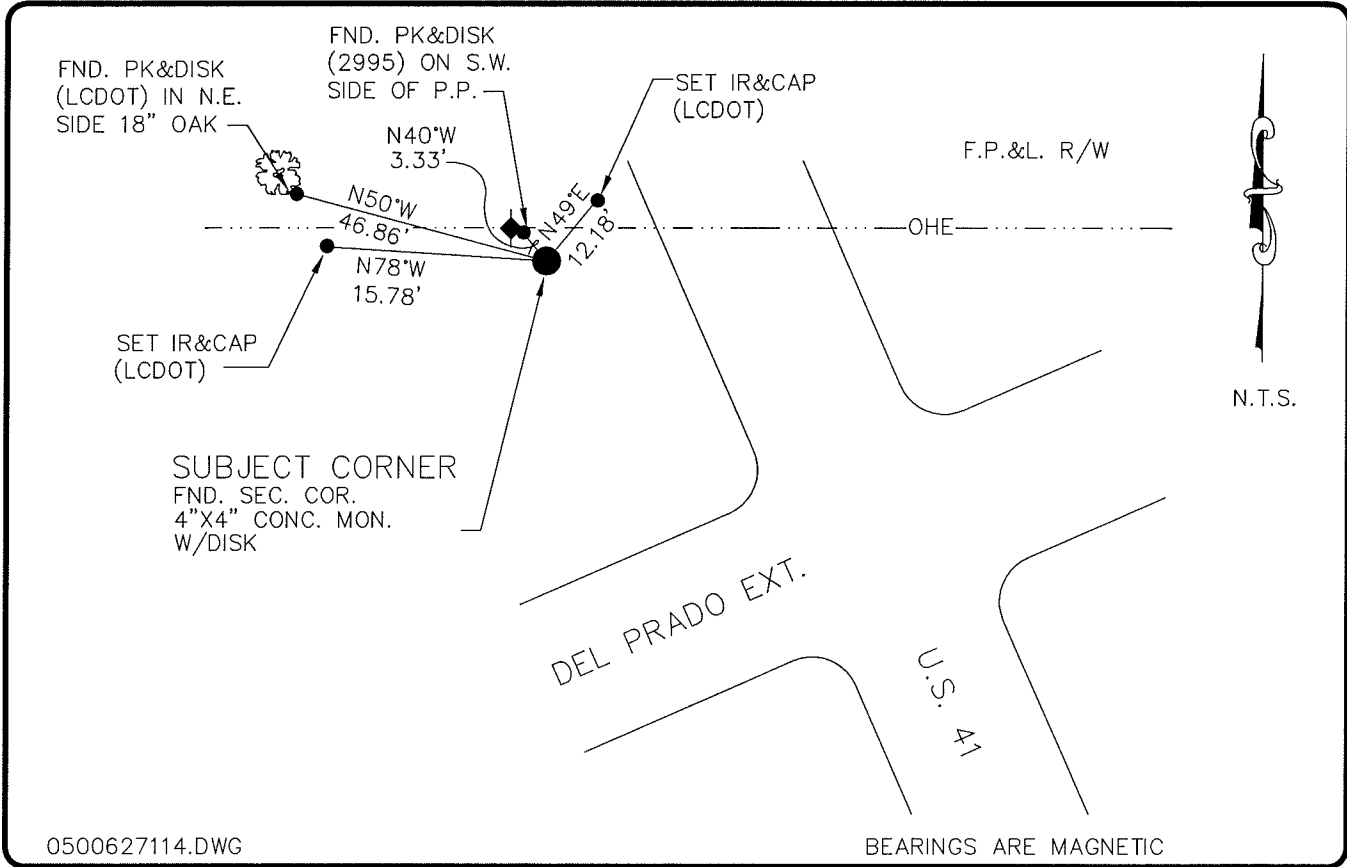 FND. PK&DISK
(LCDOT) IN N.E.
SIDE 18" OAK
FND. PK&DISK
(2995) ON S.W.
SIDE OF P.P.
SET IR&CAP
(LCDOT)
N40°W
3.33'
F.P.&L. R/W
N50°W
46.86'
N49°E
12.18'
OHE
N78°W
15.78'
SET IR&CAP
(LCDOT)
N.T.S.
SUBJECT CORNER
FND. SEC. COR.
4"X4" CONC. MON.
W/DISK
DEL PRADO EXT.
U.S. 41
0500627114.DWG
BEARINGS ARE MAGNETIC